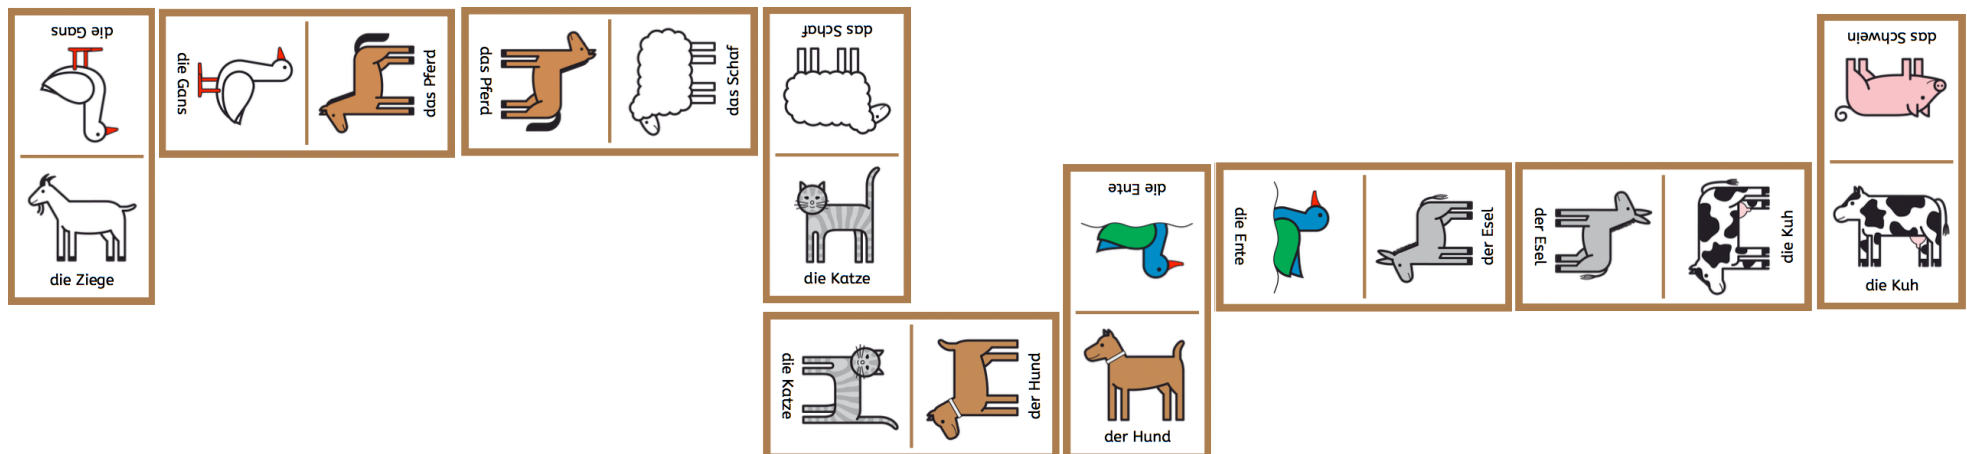 die Gans
die Ziege
die Gans
das Pferd
das Pferd
das Schaf
das Schaf
die Katze
die Katze
der Hund
die Ente
der Hund
die Ente
der Esel
der Esel
die Kuh
das Schwein
die Kuh